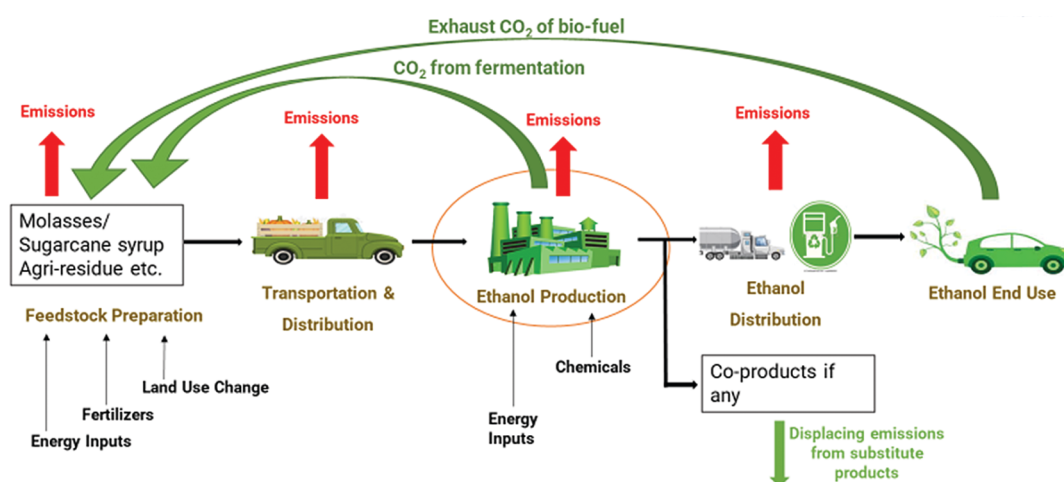 Exhaust CO₂ of bio-fuel
CO₂ from fermentation
Emissions
Emissions
Emissions
Emissions
Molasses/
Sugarcane syrup
Agri-residue etc.
Feedstock Preparation
Transportation &
Distribution
Ethanol Production
Ethanol
Distribution
Ethanol End Use
Land Use Change
Fertilizers
Energy Inputs
Chemicals
Energy
Inputs
Co-products if
any
Displacing emissions
from substitute
products